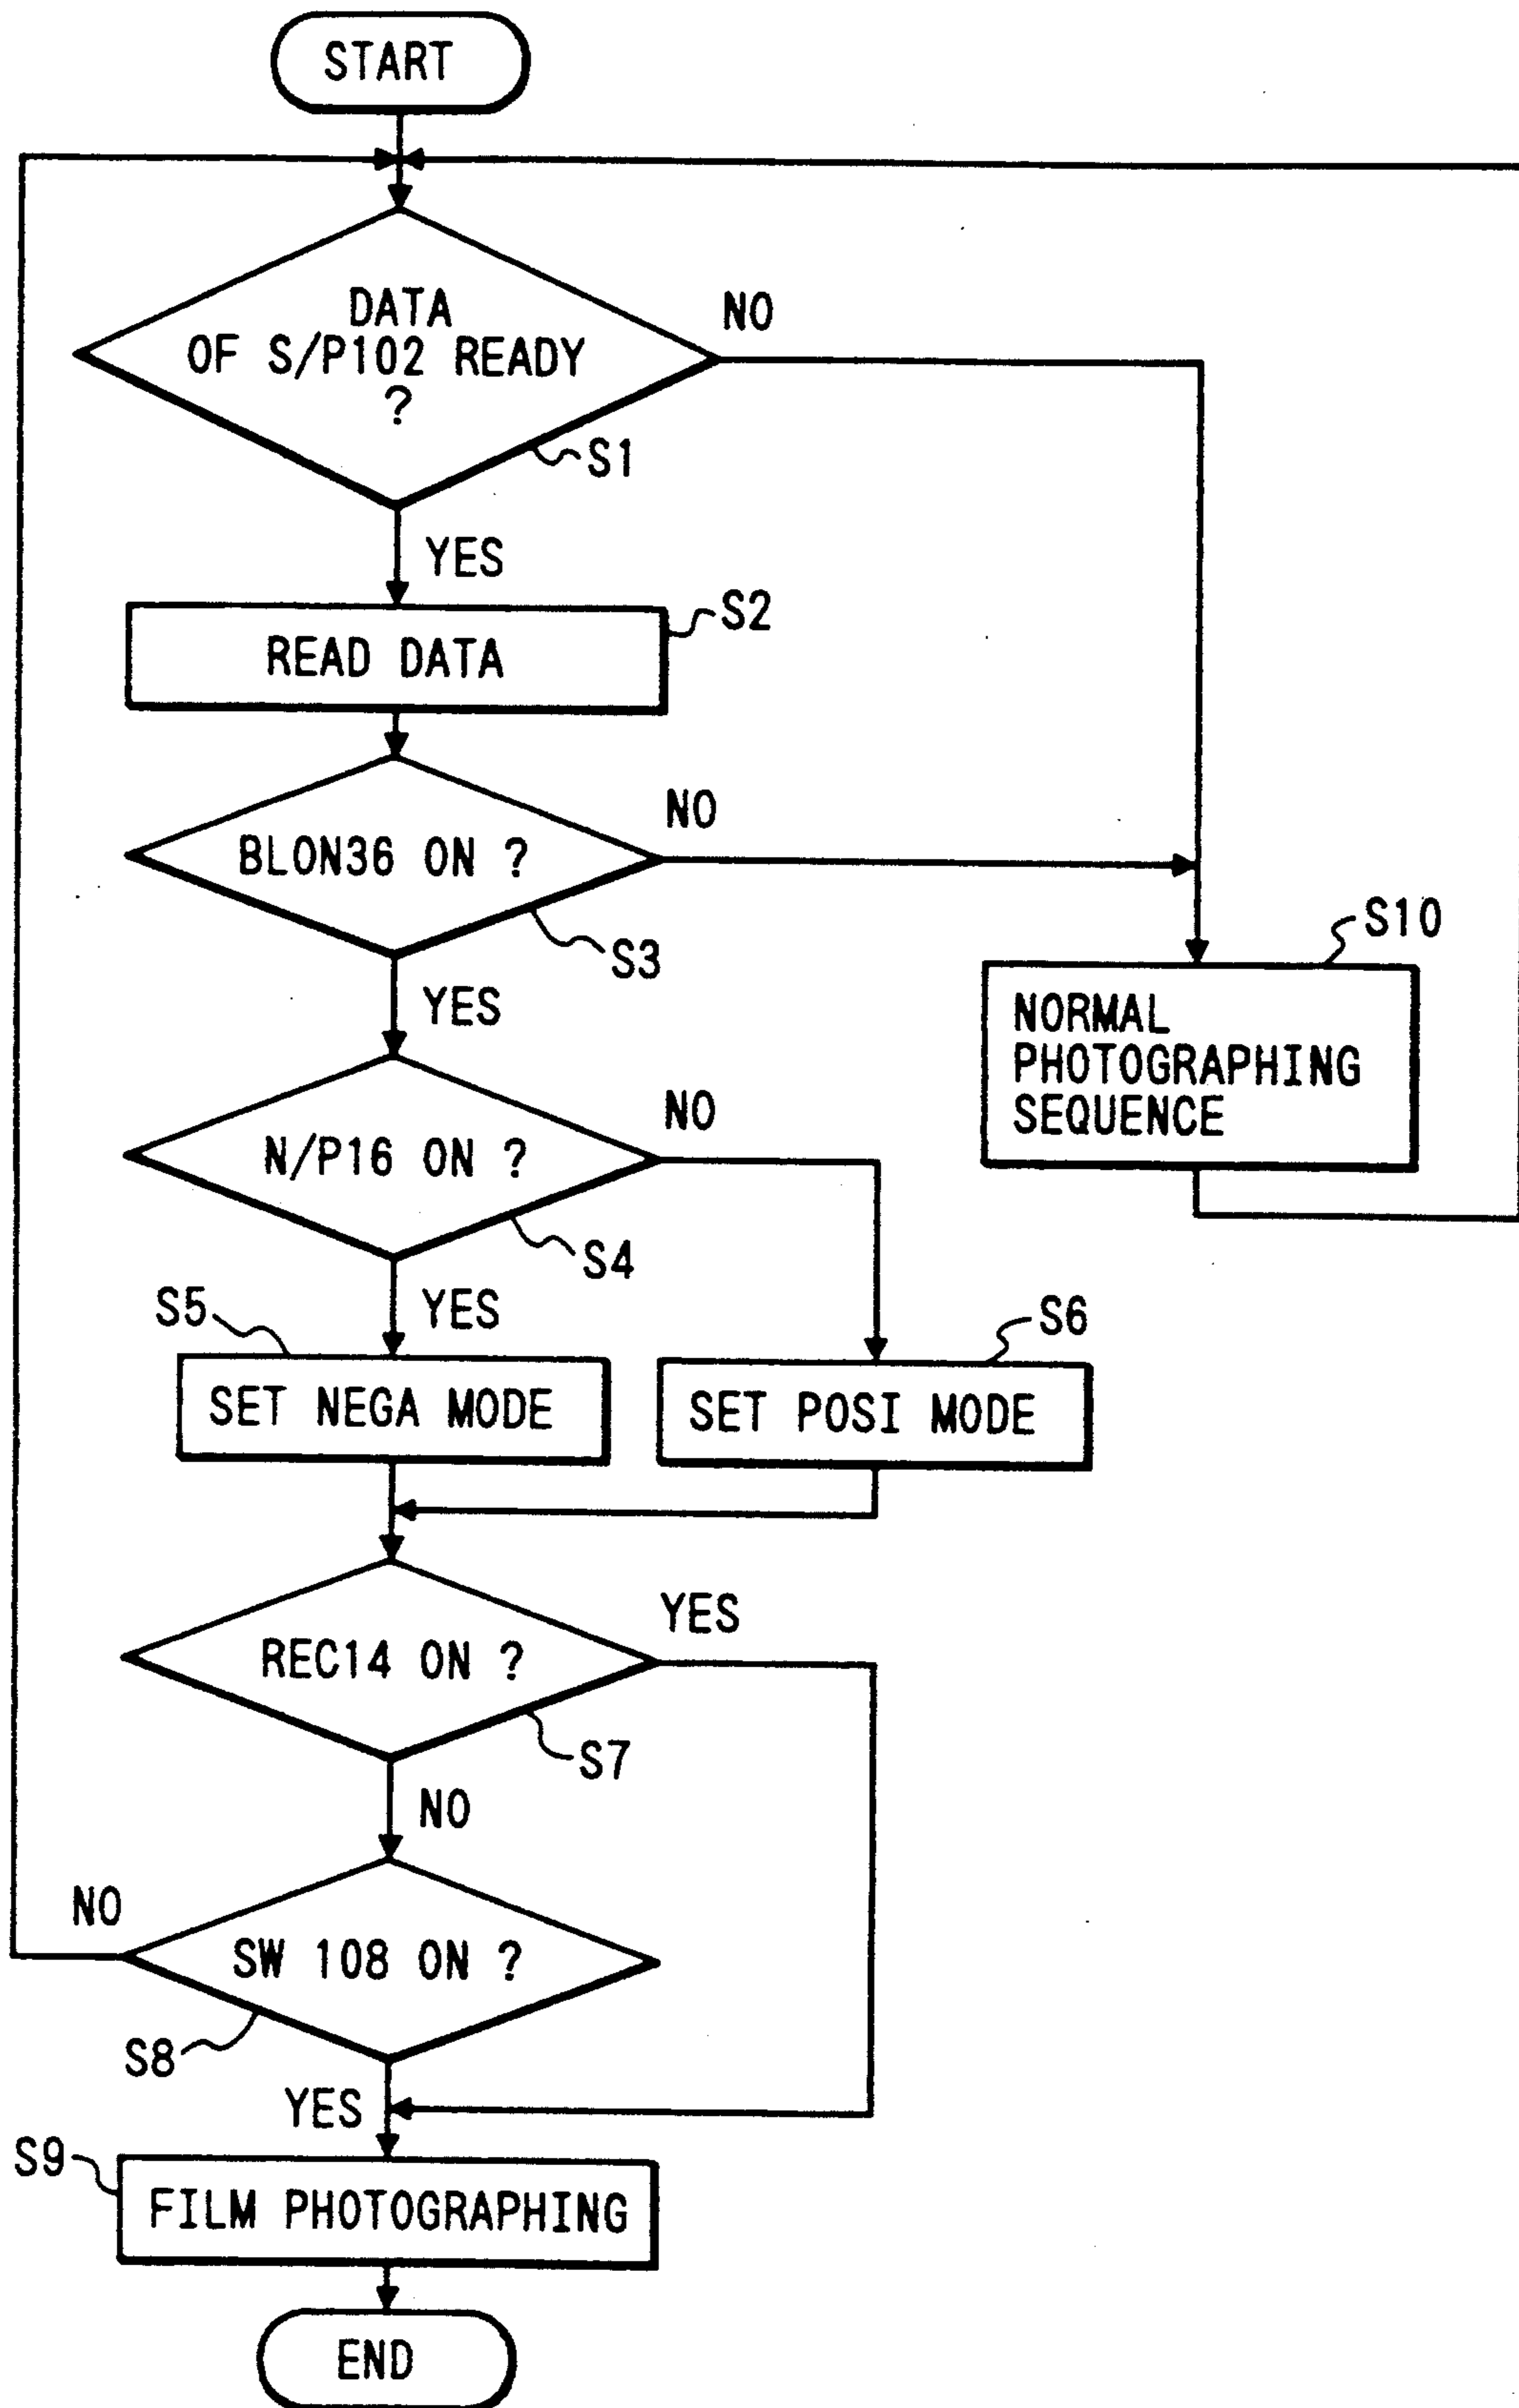 START
DATA
OF S/P102 READY
?
NO
S1
YES
READ DATA
S2
BLON36 ON ?
NO
S3
YES
S10
NORMAL
PHOTOGRAPHING
SEQUENCE
N/P16 ON ?
NO
S4
YES
S5
SET NEGA MODE
S6
SET POSI MODE
REC14 ON ?
YES
S7
NO
SW 108 ON ?
NO
S8
YES
S9
FILM PHOTOGRAPHING
END